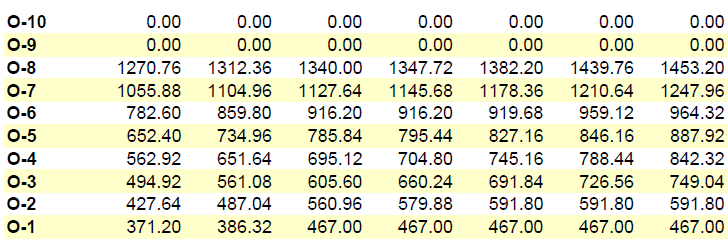 O-10 0.00 0.00 0.00 0.00 0.00 0.00 0.00
O-9 0.00 0.00 0.00 0.00 0.00 0.00 0.00
O-8 1270.76 1312.36 1340.00 1347.72 1382.20 1439.76 1453.20
O-7 1055.88 1104.96 1127.64 1145.68 1178.36 1210.64 1247.96
O-6 782.60 859.80 916.20 916.20 919.68 959.12 964.32
O-5 652.40 734.96 785.84 795.44 827.16 846.16 887.92
O-4 562.92 651.64 695.12 704.80 745.16 788.44 842.32
O-3 494.92 561.08 605.60 660.24 691.84 726.56 749.04
O-2 427.64 487.04 560.96 579.88 591.80 591.80 591.80
O-1 371.20 386.32 467.00 467.00 467.00 467.00 467.00